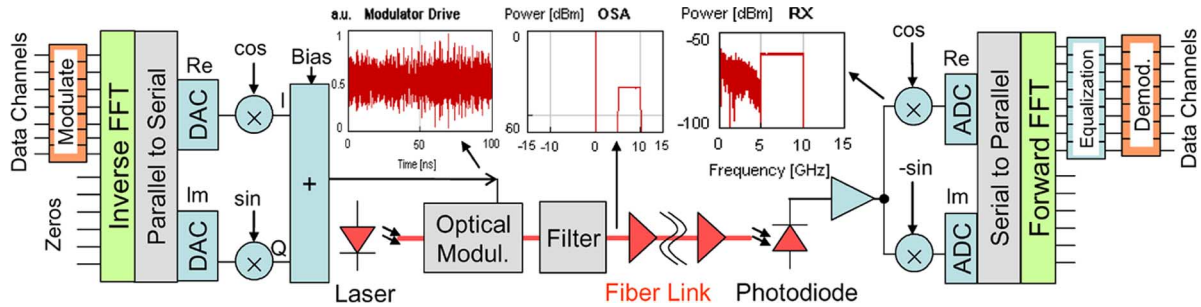 Data Channels
Modulate
Zeros
Inverse FFT
Parallel to Serial
Re
DAC
Im
DAC
cos
×
I
sin
×
Q
Bias
+
a.u. Modulator Drive
1
0.5
0
0 50 100
Time [ns]
Power [dBm] OSA
0
60
-15 -10 0 10 15
Power [dBm] RX
-50
-100
0 5 10 15
Frequency [GHz]
Laser
Optical
Modul.
Filter
Fiber Link
Photodiode
cos
×
-sin
×
Re
ADC
Im
ADC
Serial to Parallel
Forward FFT
Equalization
Demod.
Data Channels